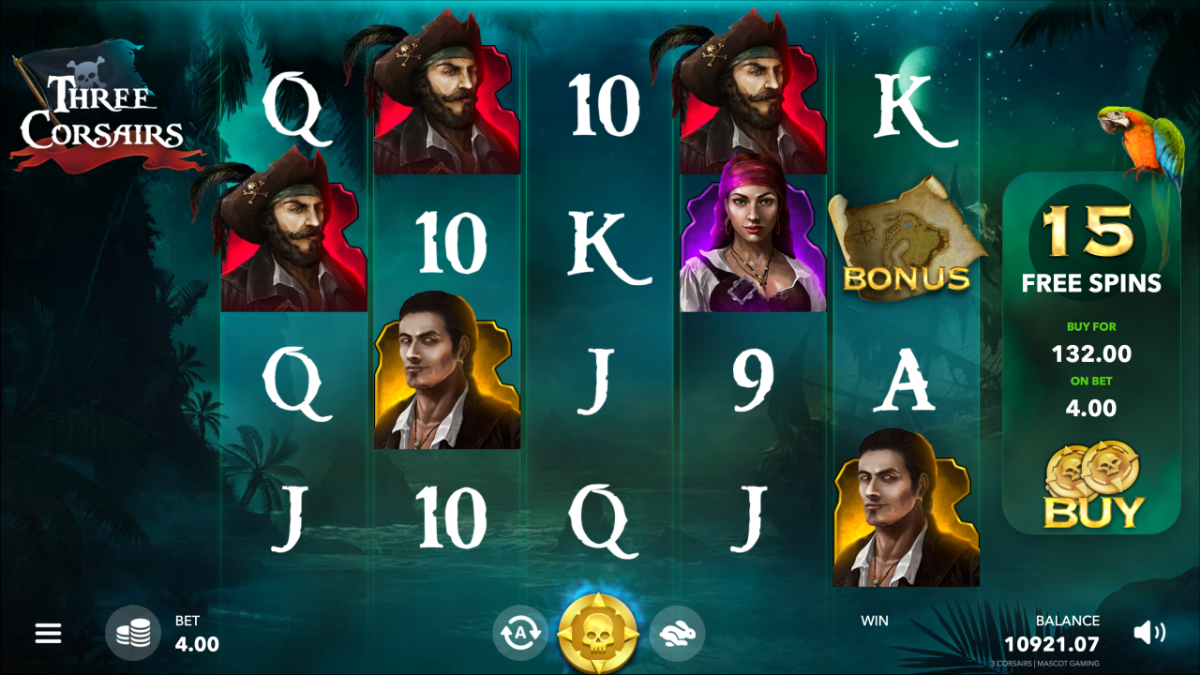 THREE
CORSAIRS
Q 10 K
10 K BONUS
Q J 9 A
J 10 Q J
15
FREE SPINS
BUY FOR
132.00
ON BET
4.00
BUY
BET
4.00
A
WIN
BALANCE
10921.07
3 CORSAIRS | MASCOT GAMING